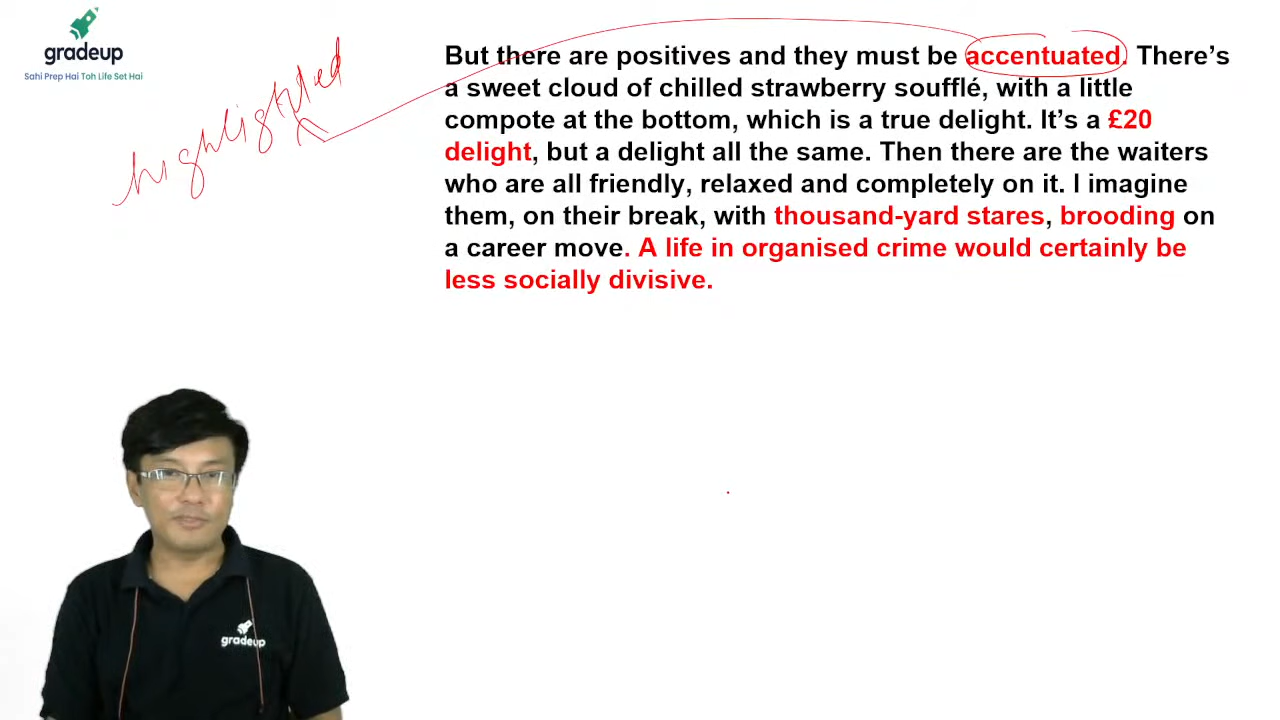 gradeup
Sahi Prep Hai Toh Life Set Hai
highlighted
But there are positives and they must be accentuated. There’s
a sweet cloud of chilled strawberry soufflé, with a little
compote at the bottom, which is a true delight. It’s a £20
delight, but a delight all the same. Then there are the waiters
who are all friendly, relaxed and completely on it. I imagine
them, on their break, with thousand-yard stares, brooding on
a career move. A life in organised crime would certainly be
less socially divisive.
gradeup